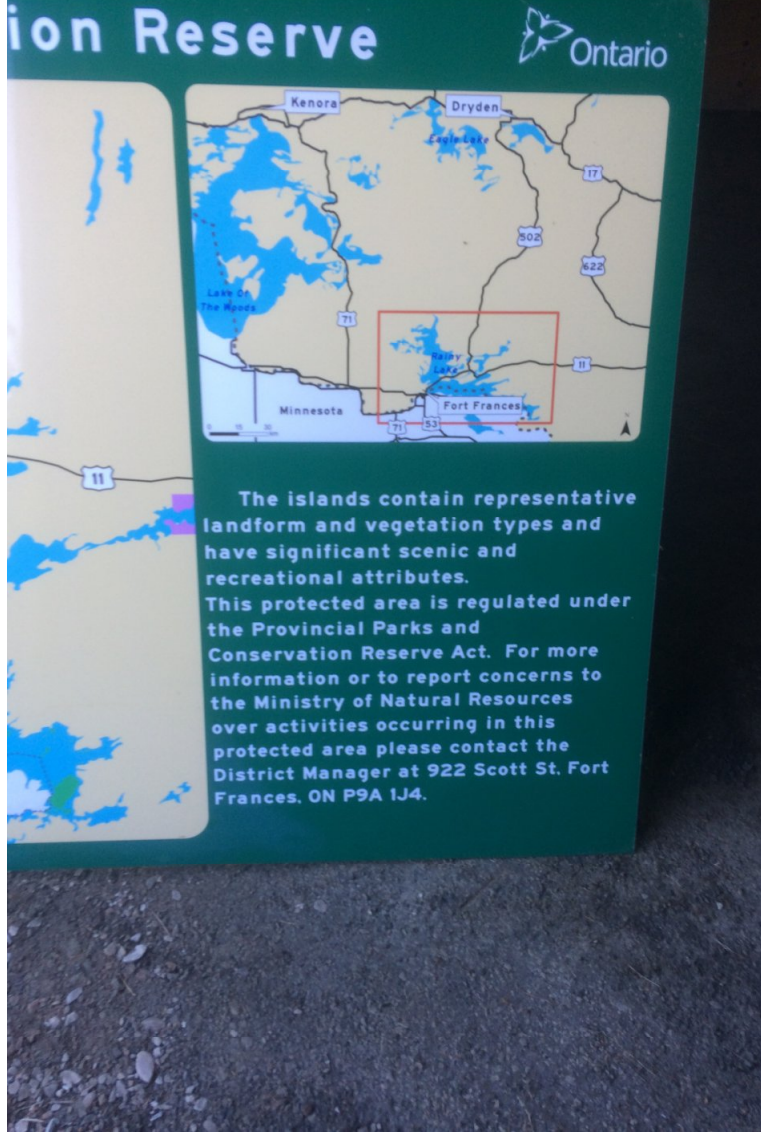 ion Reserve
Ontario
Kenora
Dryden
Eagle Lake
17
502
622
Lake Of
The Woods
71
Rainy
Lake
11
Minnesota
Fort Frances
71
53
0 15 30
N
11
The islands contain representative
landform and vegetation types and
have significant scenic and
recreational attributes.
This protected area is regulated under
the Provincial Parks and
Conservation Reserve Act. For more
information or to report concerns to
the Ministry of Natural Resources
over activities occurring in this
protected area please contact the
District Manager at 922 Scott St, Fort
Frances, ON P9A 1J4.